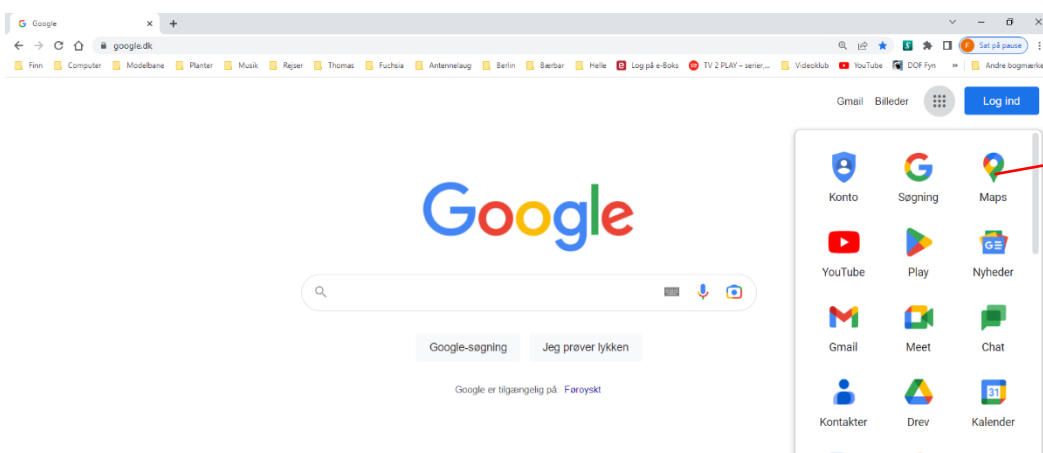 G Google
google.dk
Sat på pause
Finn Computer Modelbane Planter Musik Rejser Thomas Fuchsia Antennelaug Berlin Bærbar Helle Log på e-Boks TV 2 PLAY – serier,... Videoklub YouTube DOF Fyn » Andre bogmærke
Gmail Billeder Log ind
Konto Søgning Maps
Google
YouTube Play Nyheder
Google-søgning Jeg prøver lykken
Gmail Meet Chat
Google er tilgængelig på: Føroyskt
31
Kontakter Drev Kalender